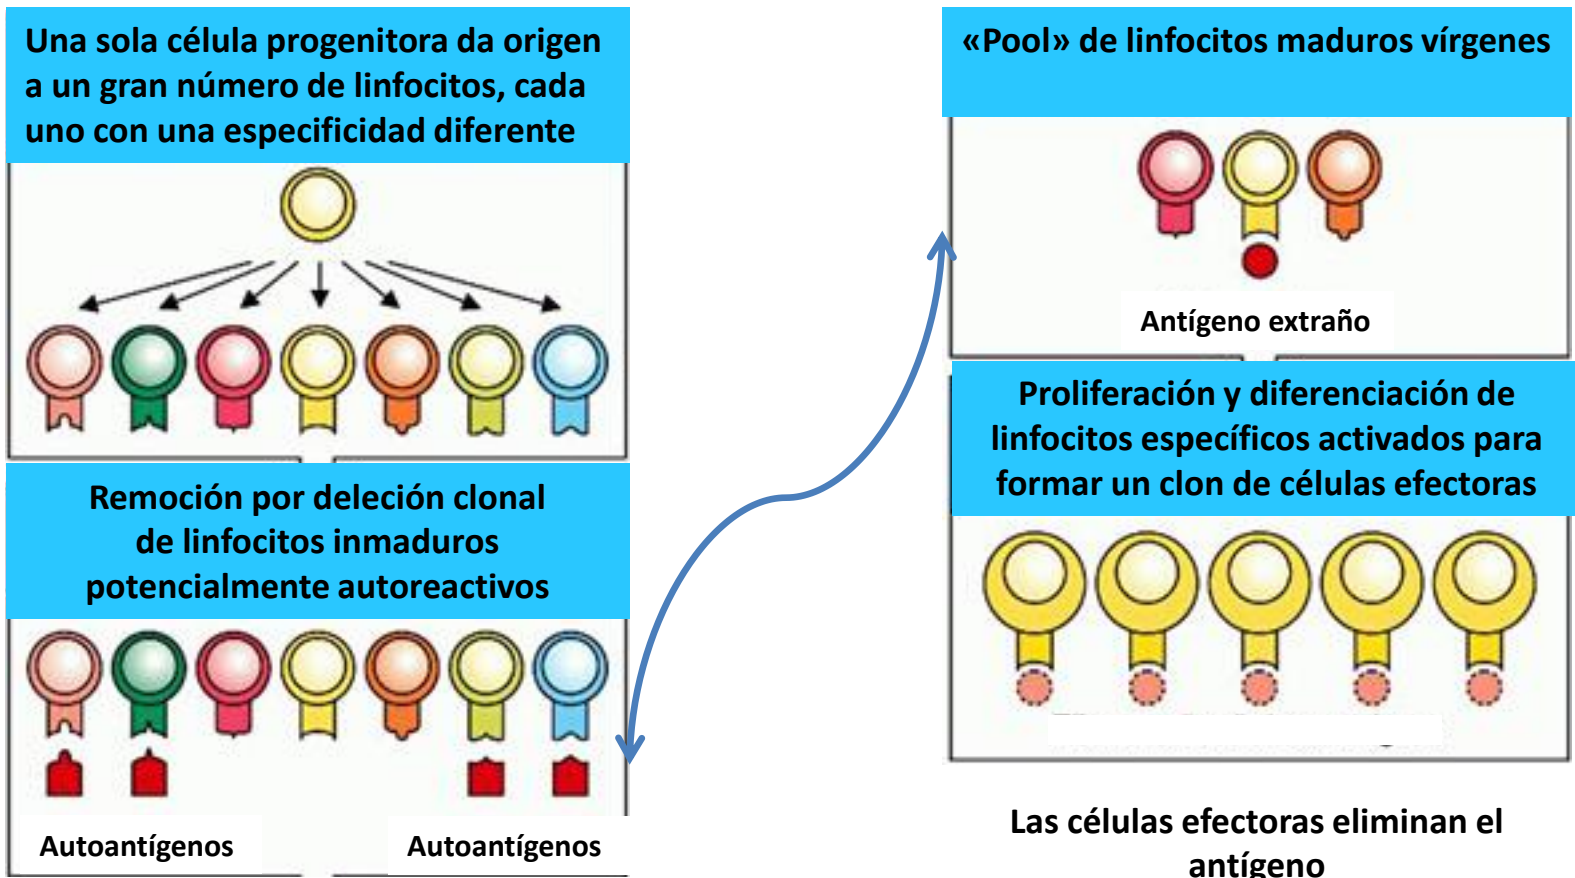 Una sola célula progenitora da origen
a un gran número de linfocitos, cada
uno con una especificidad diferente
Remoción por deleción clonal
de linfocitos inmaduros
potencialmente autoreactivos
Autoantígenos
Autoantígenos
«Pool» de linfocitos maduros vírgenes
Antígeno extraño
Proliferación y diferenciación de
linfocitos específicos activados para
formar un clon de células efectoras
Las células efectoras eliminan el
antígeno